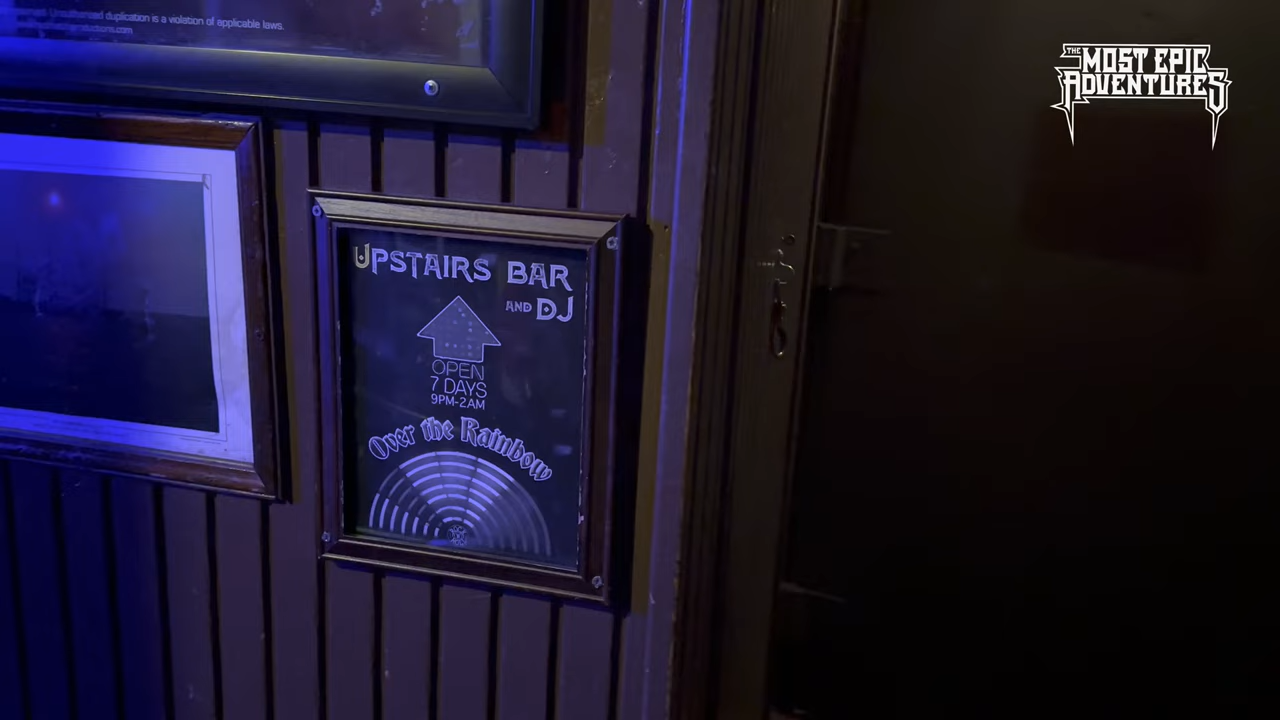 Unauthorized duplication is a violation of applicable laws.
THE
MOST EPIC
ADVENTURES
UPSTAIRS BAR
AND DJ
OPEN
7 DAYS
9PM-2AM
Over the Rainbow